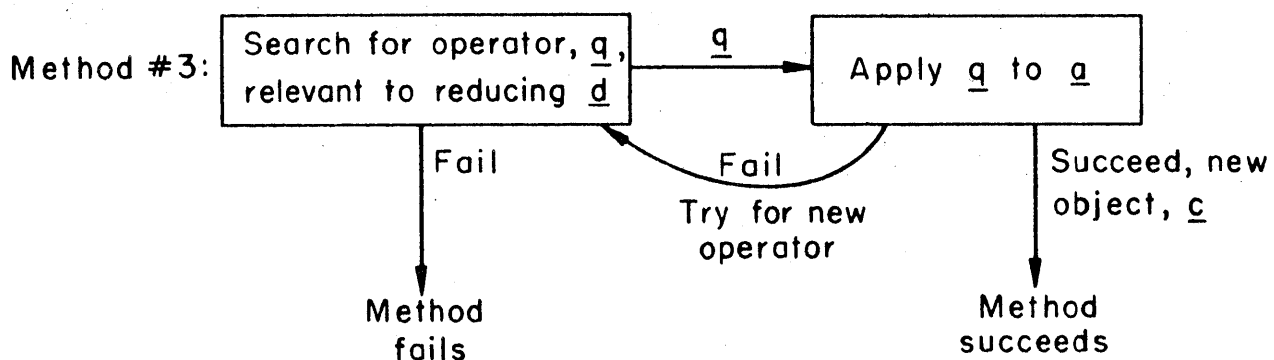 Method #3:
Search for operator, q,
relevant to reducing d
q
Apply q to a
Fail
Fail
Try for new
operator
Succeed, new
object, c
Method
fails
Method
succeeds